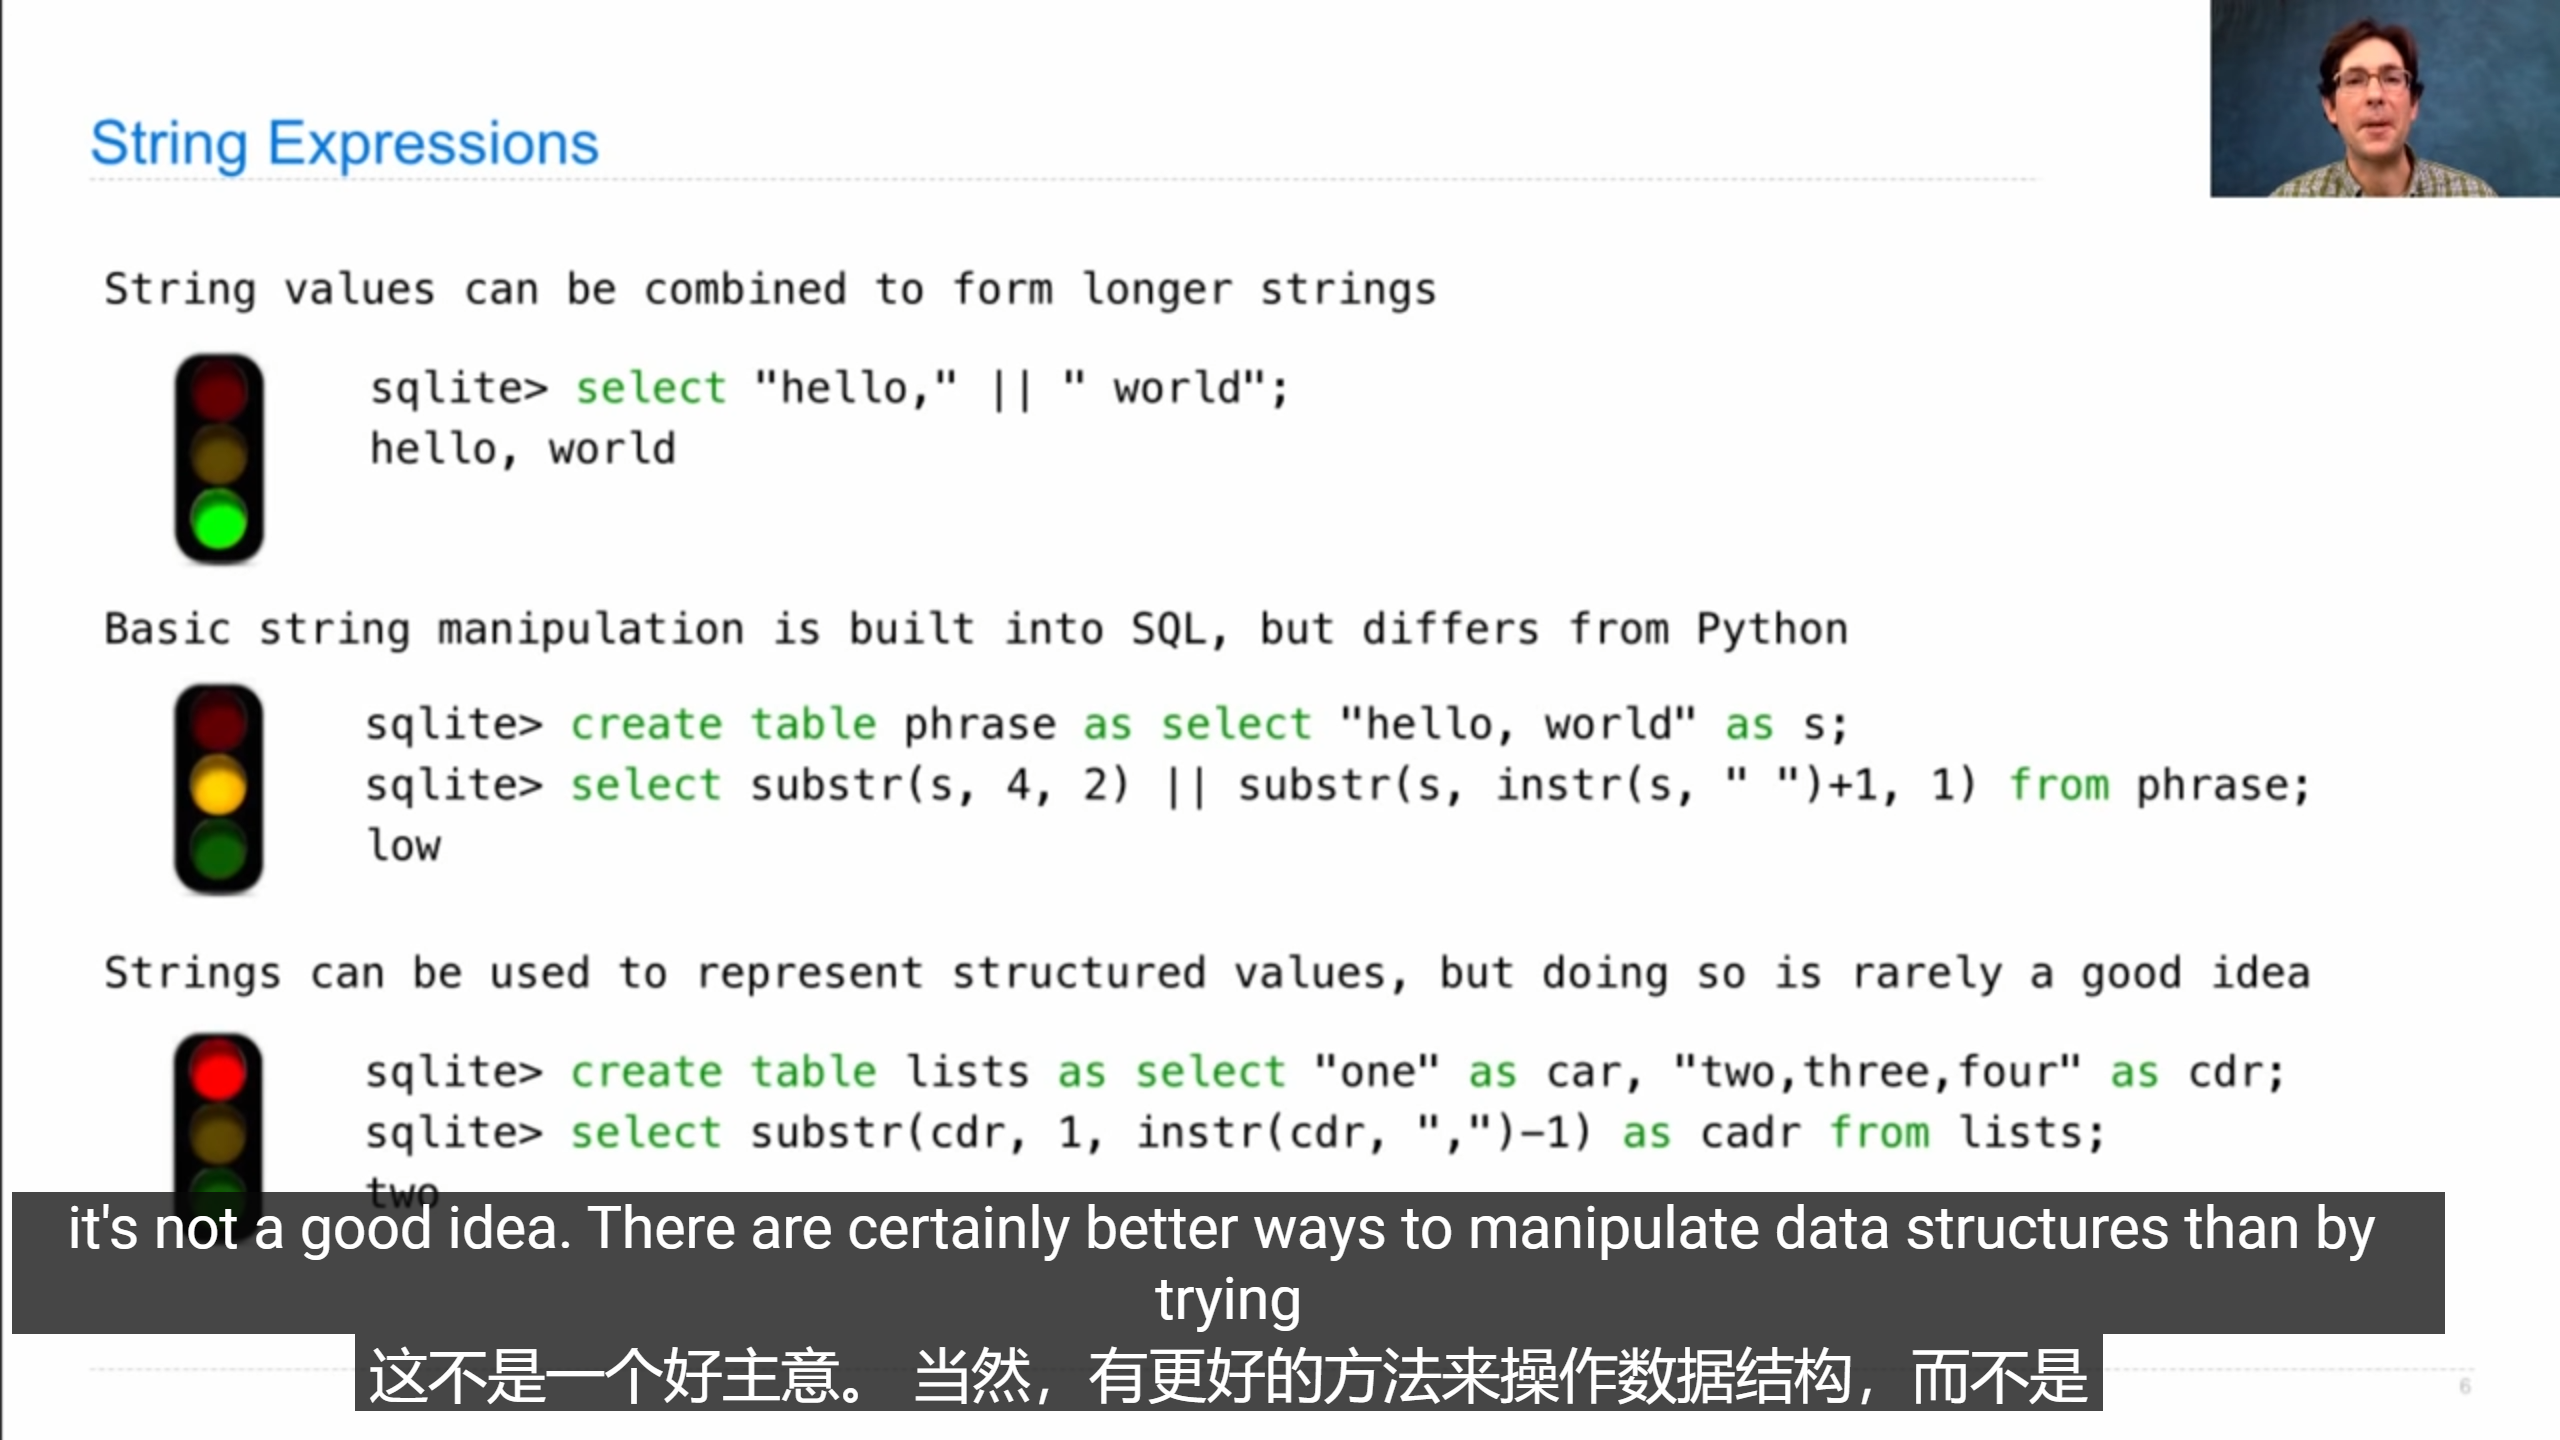 String Expressions
String values can be combined to form longer strings
sqlite> select "hello," || " world";
hello, world
Basic string manipulation is built into SQL, but differs from Python
sqlite> create table phrase as select "hello, world" as s;
sqlite> select substr(s, 4, 2) || substr(s, instr(s, " ")+1, 1) from phrase;
low
Strings can be used to represent structured values, but doing so is rarely a good idea
sqlite> create table lists as select "one" as car, "two,three,four" as cdr;
sqlite> select substr(cdr, 1, instr(cdr, ",")-1) as cadr from lists;
two
it's not a good idea. There are certainly better ways to manipulate data structures than by
trying
这不是一个好主意。 当然，有更好的方法来操作数据结构，而不是
6